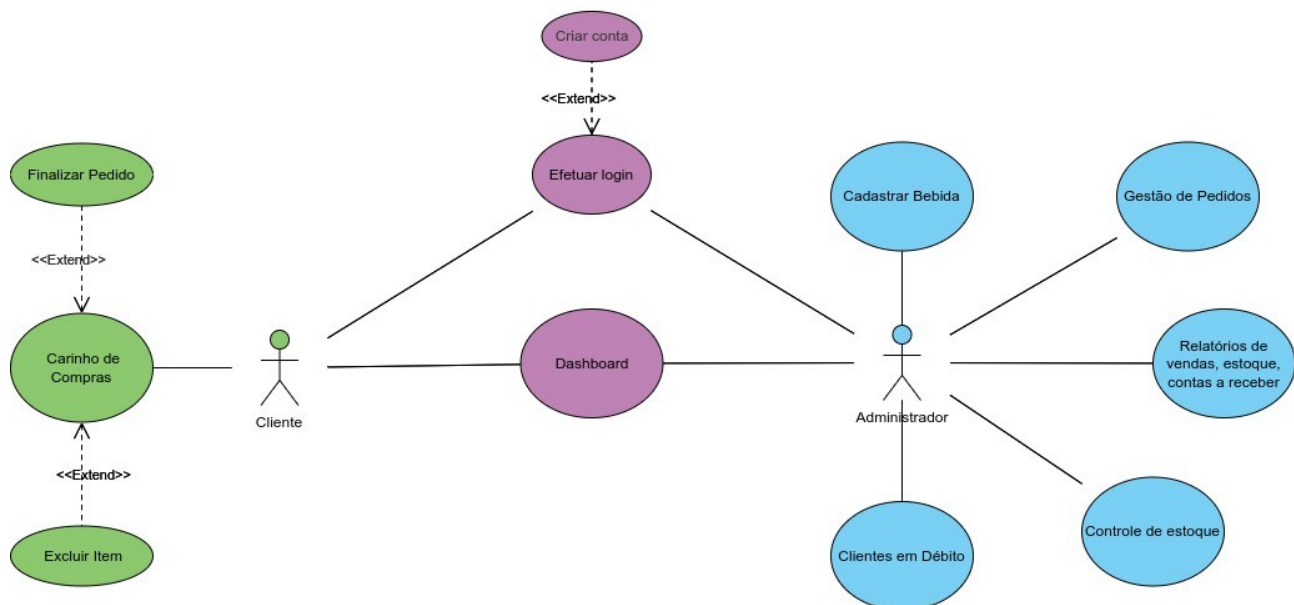 Criar conta
<<Extend>>
Finalizar Pedido
Efetuar login
Cadastrar Bebida
Gestão de Pedidos
<<Extend>>
Carinho de
Compras
Dashboard
Relatórios de
vendas, estoque,
contas a receber
Cliente
Administrador
<<Extend>>
Excluir Item
Clientes em Débito
Controle de estoque